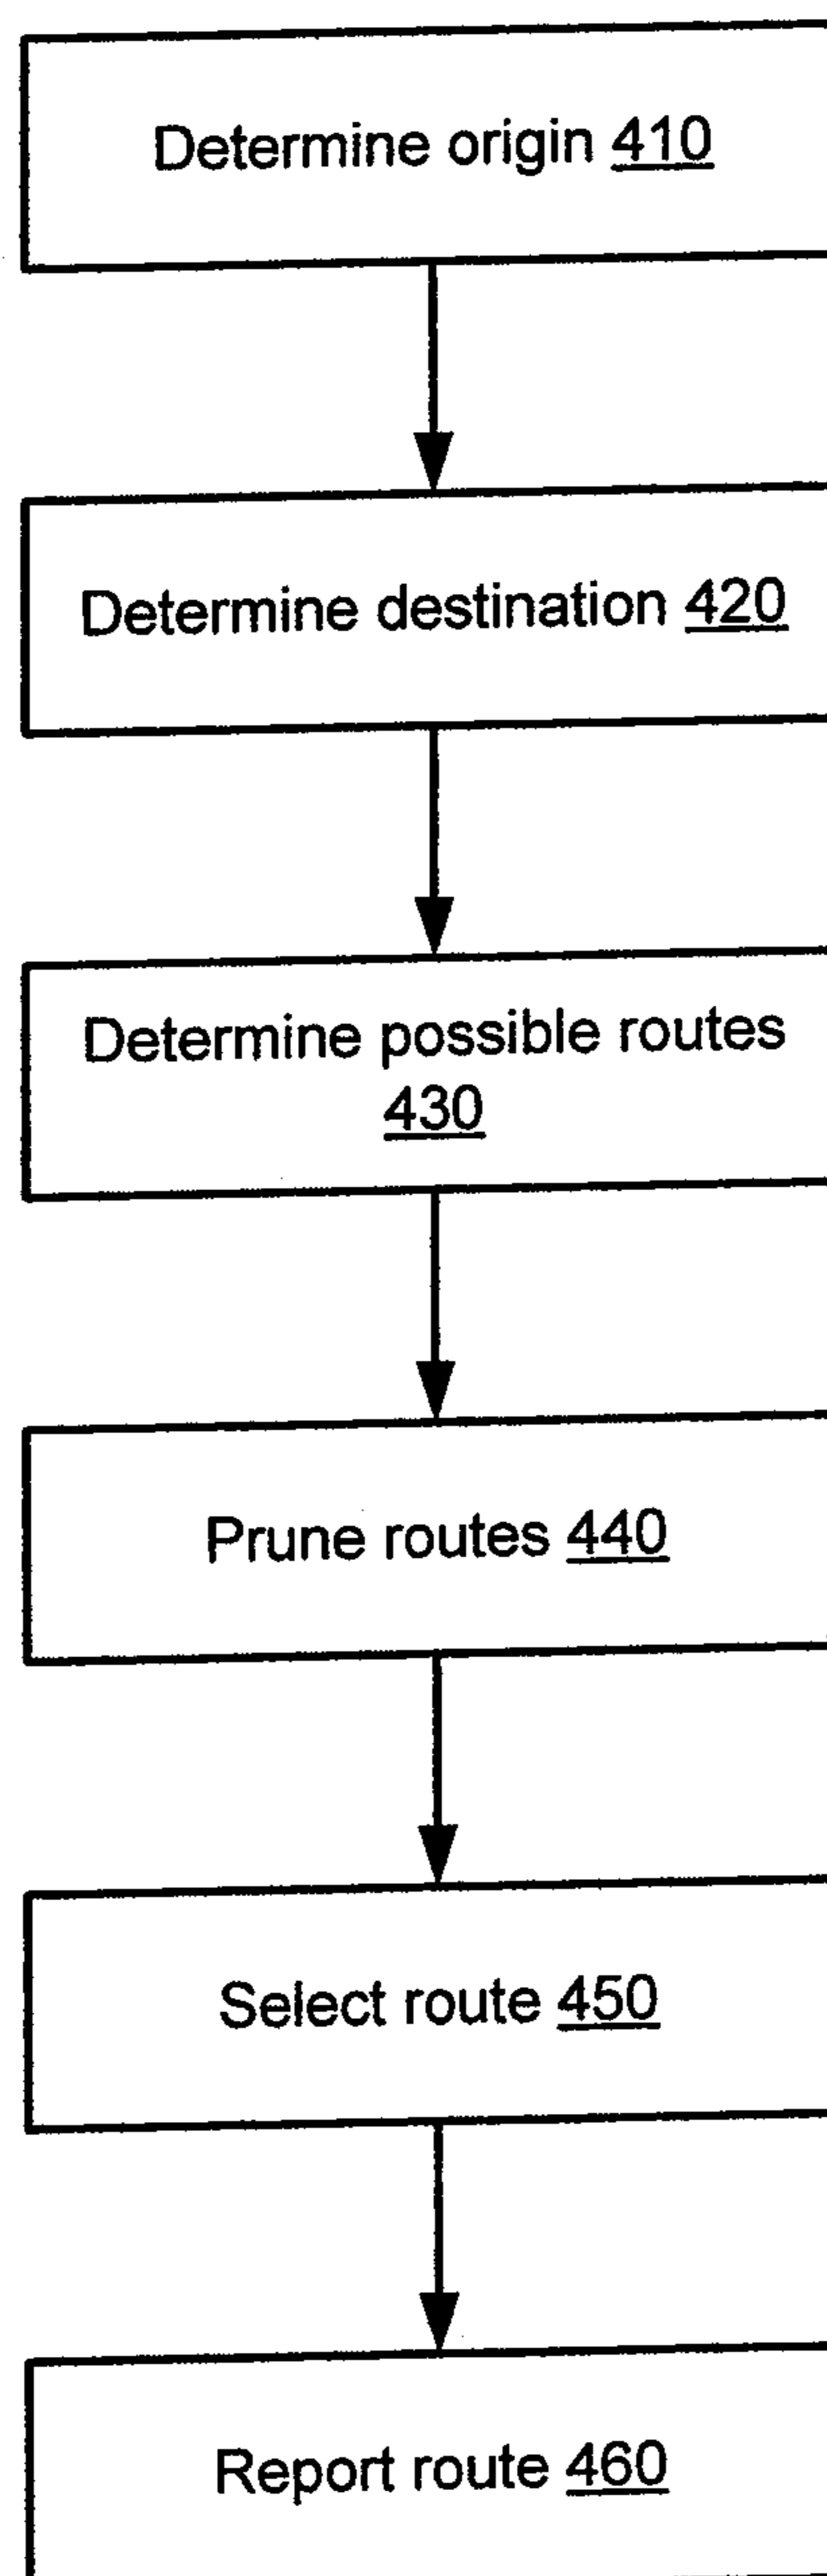 Determine origin 410
Determine destination 420
Determine possible routes
430
Prune routes 440
Select route 450
Report route 460